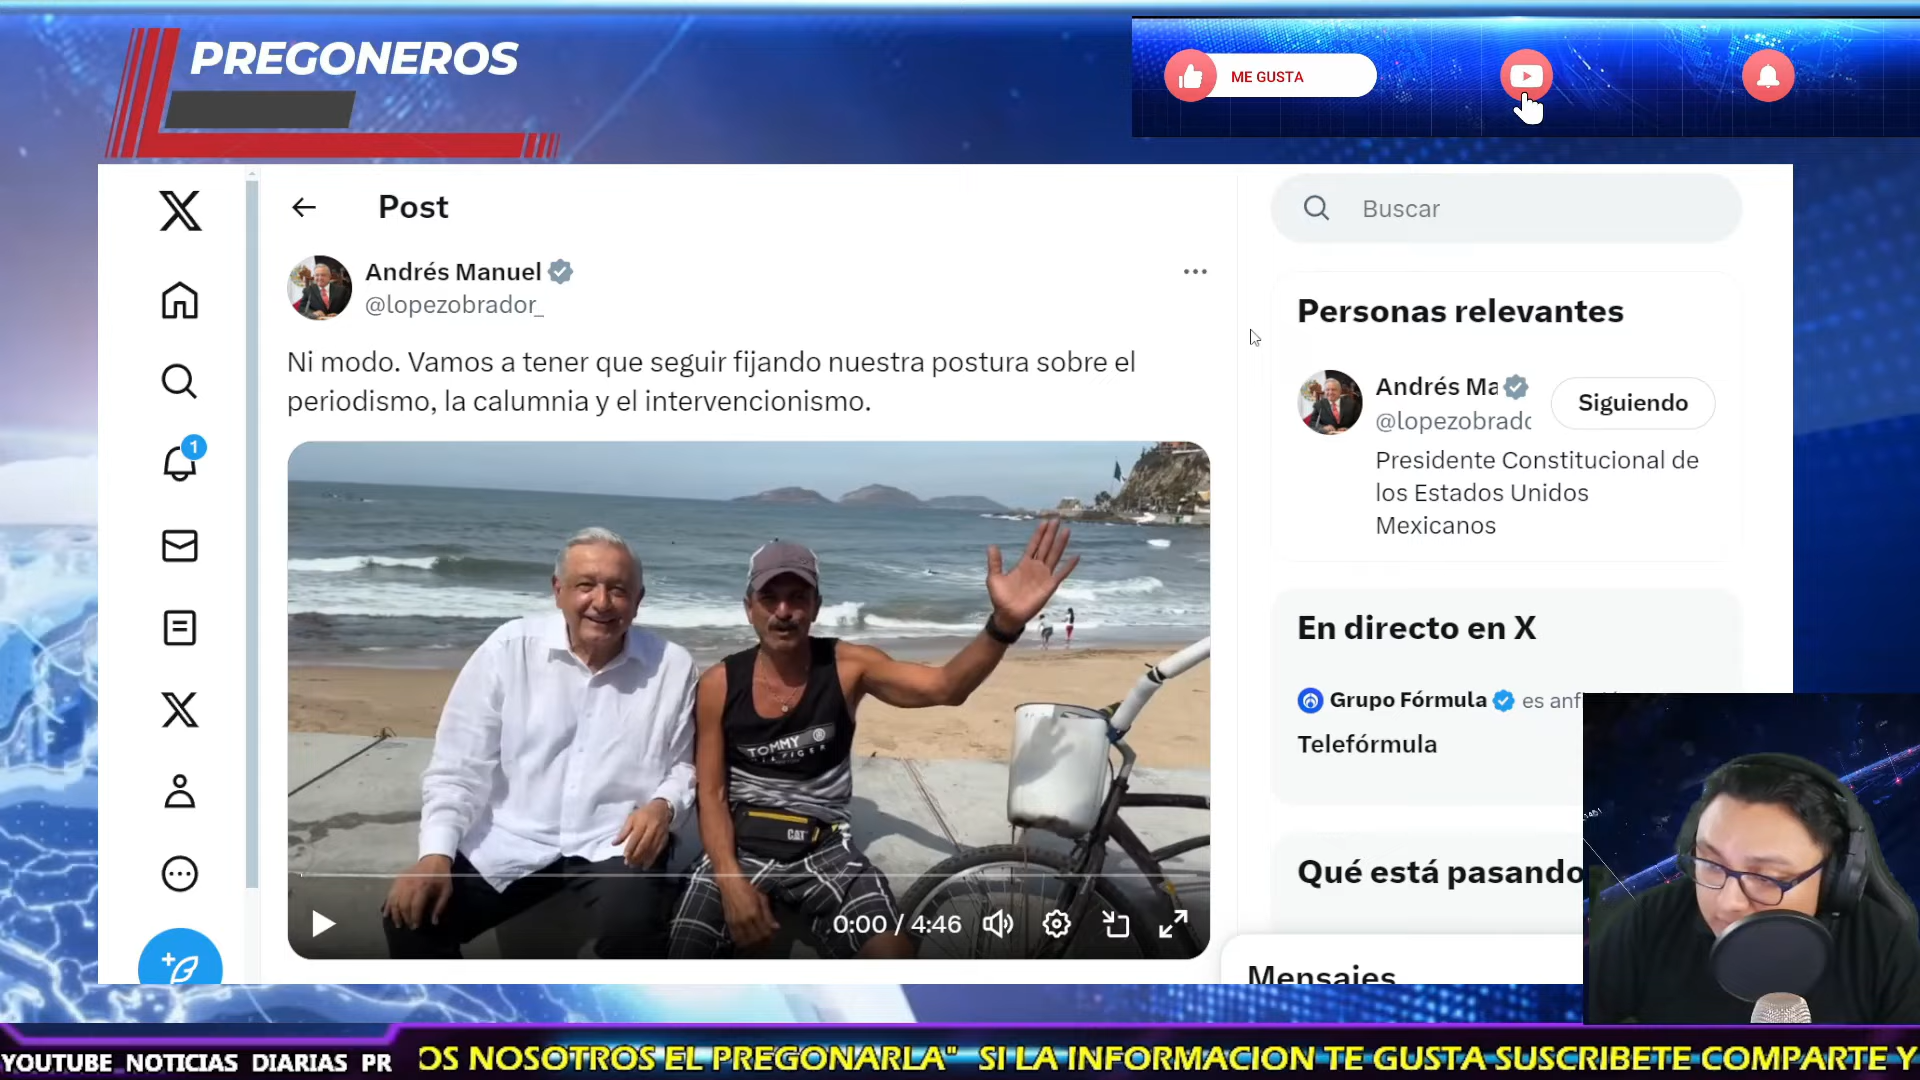 PREGONEROS
ME GUSTA
Post
Buscar
Andrés Manuel
@lopezobrador_
Ni modo. Vamos a tener que seguir fijando nuestra postura sobre el
periodismo, la calumnia y el intervencionismo.
Personas relevantes
Andrés Ma
@lopezobrado
Siguiendo
Presidente Constitucional de
los Estados Unidos
Mexicanos
1
En directo en X
Grupo Fórmula es anf
Telefórmula
TOMMY
CAT
0:00 / 4:46
Qué está pasando
Mensajes
YOUTUBE NOTICIAS DIARIAS PR
OS NOSOTROS EL PREGONARLA" SI LA INFORMACION TE GUSTA SUSCRIBETE COMPARTE Y